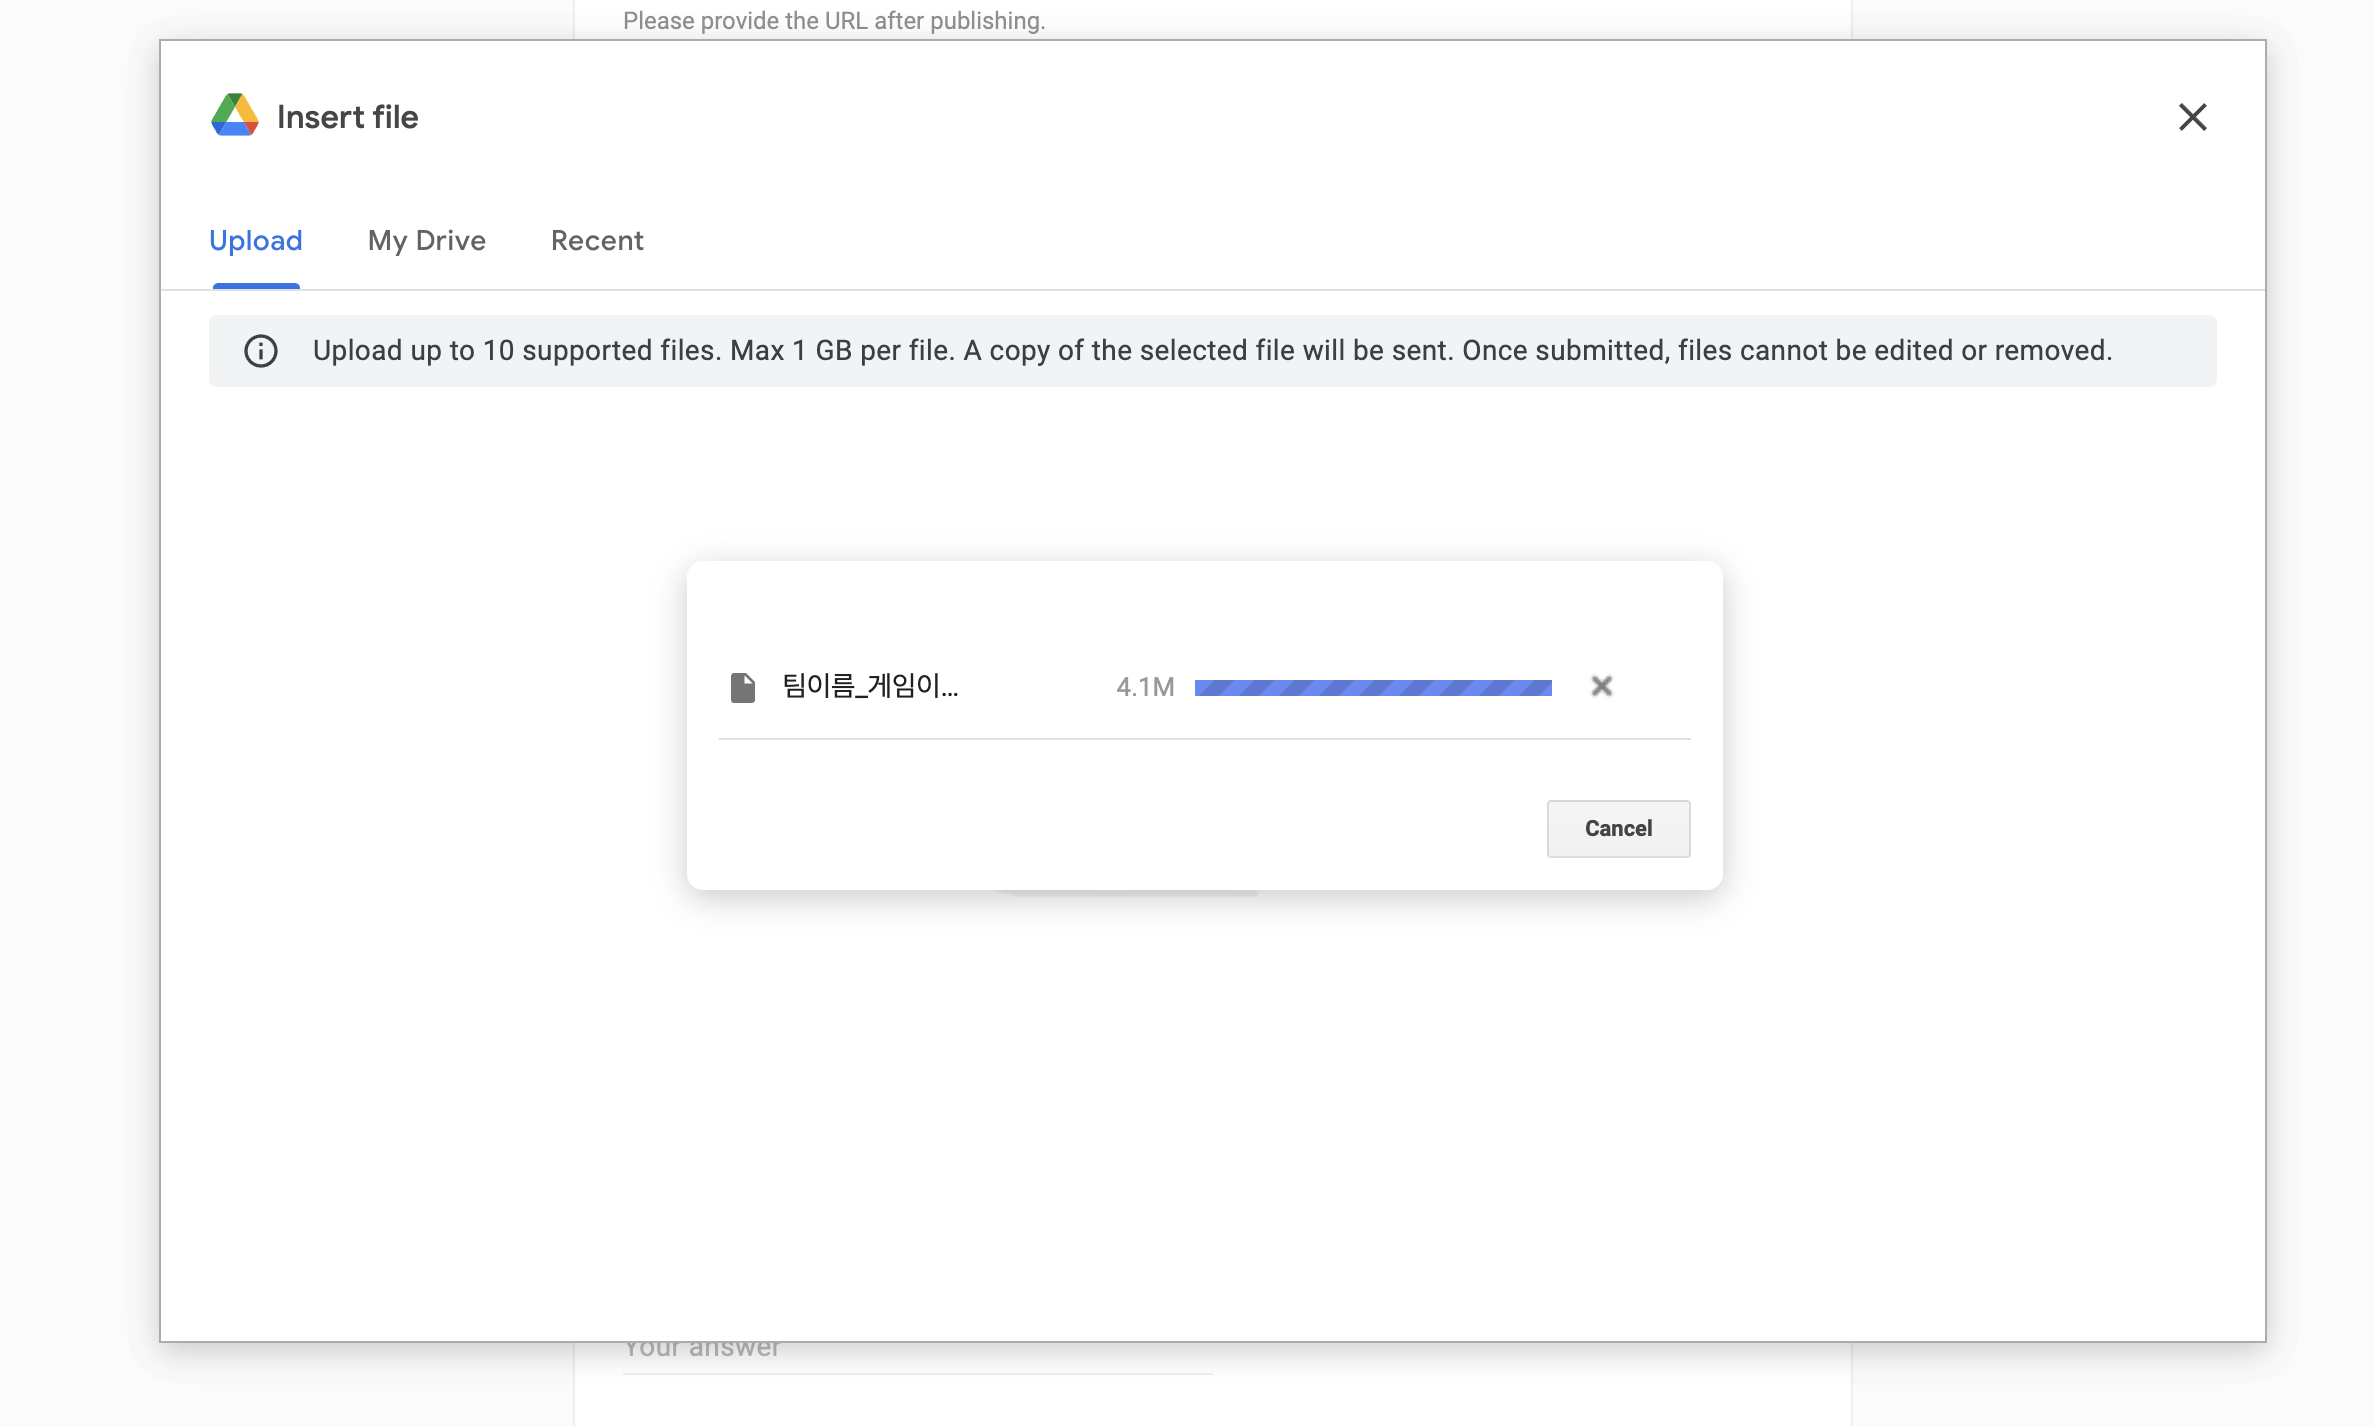 Please provide the URL after publishing.
Insert file
Upload
My Drive
Recent
Upload up to 10 supported files. Max 1 GB per file. A copy of the selected file will be sent. Once submitted, files cannot be edited or removed.
팀이름_게임이...
4.1M
Cancel
Your answer